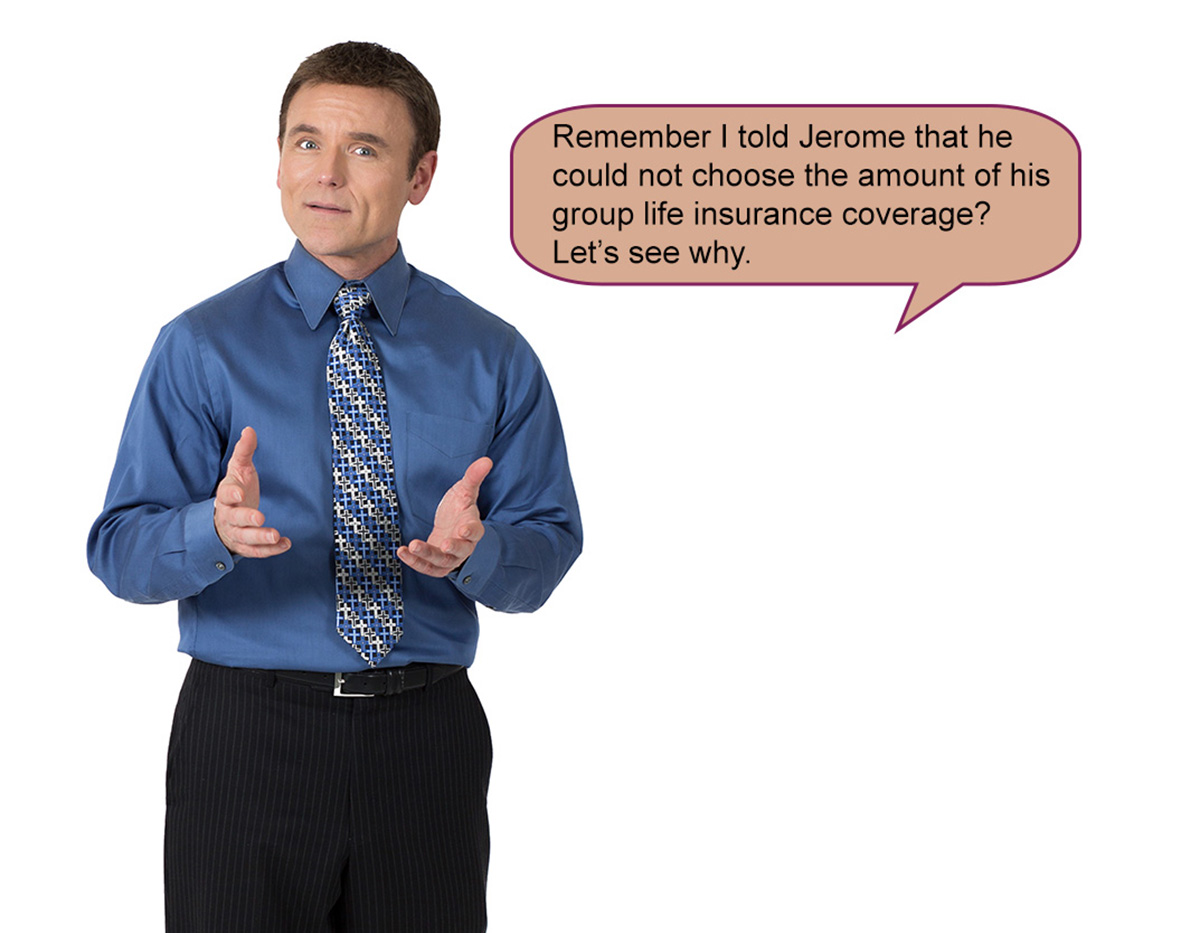 Remember I told Jerome that he
could not choose the amount of his
group life insurance coverage?
Let’s see why.